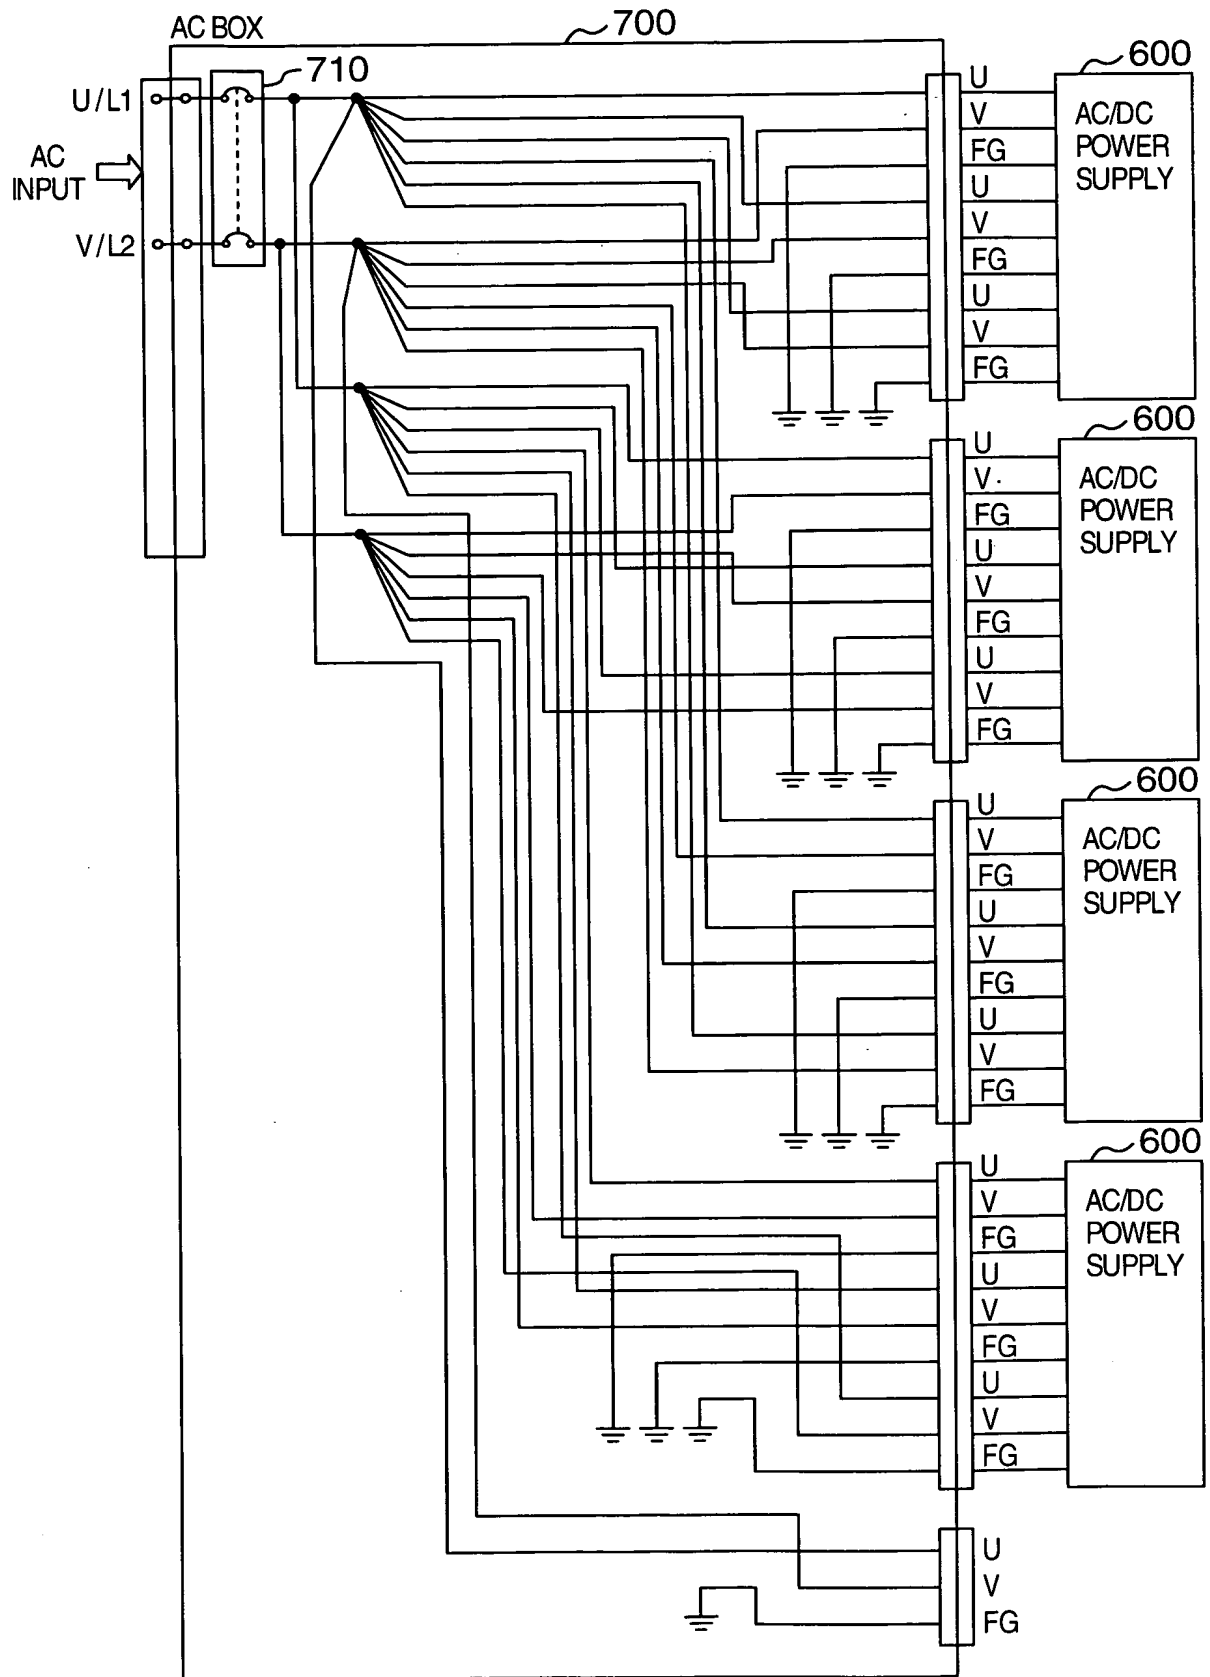 AC BOX
700
710
600
U/L1
AC
INPUT
V/L2
U
V
FG
U
V
FG
U
V
FG
AC/DC
POWER
SUPPLY
600
U
V
FG
U
V
FG
U
V
FG
AC/DC
POWER
SUPPLY
600
U
V
FG
U
V
FG
U
V
FG
AC/DC
POWER
SUPPLY
600
U
V
FG
U
V
FG
U
V
FG
AC/DC
POWER
SUPPLY
U
V
FG